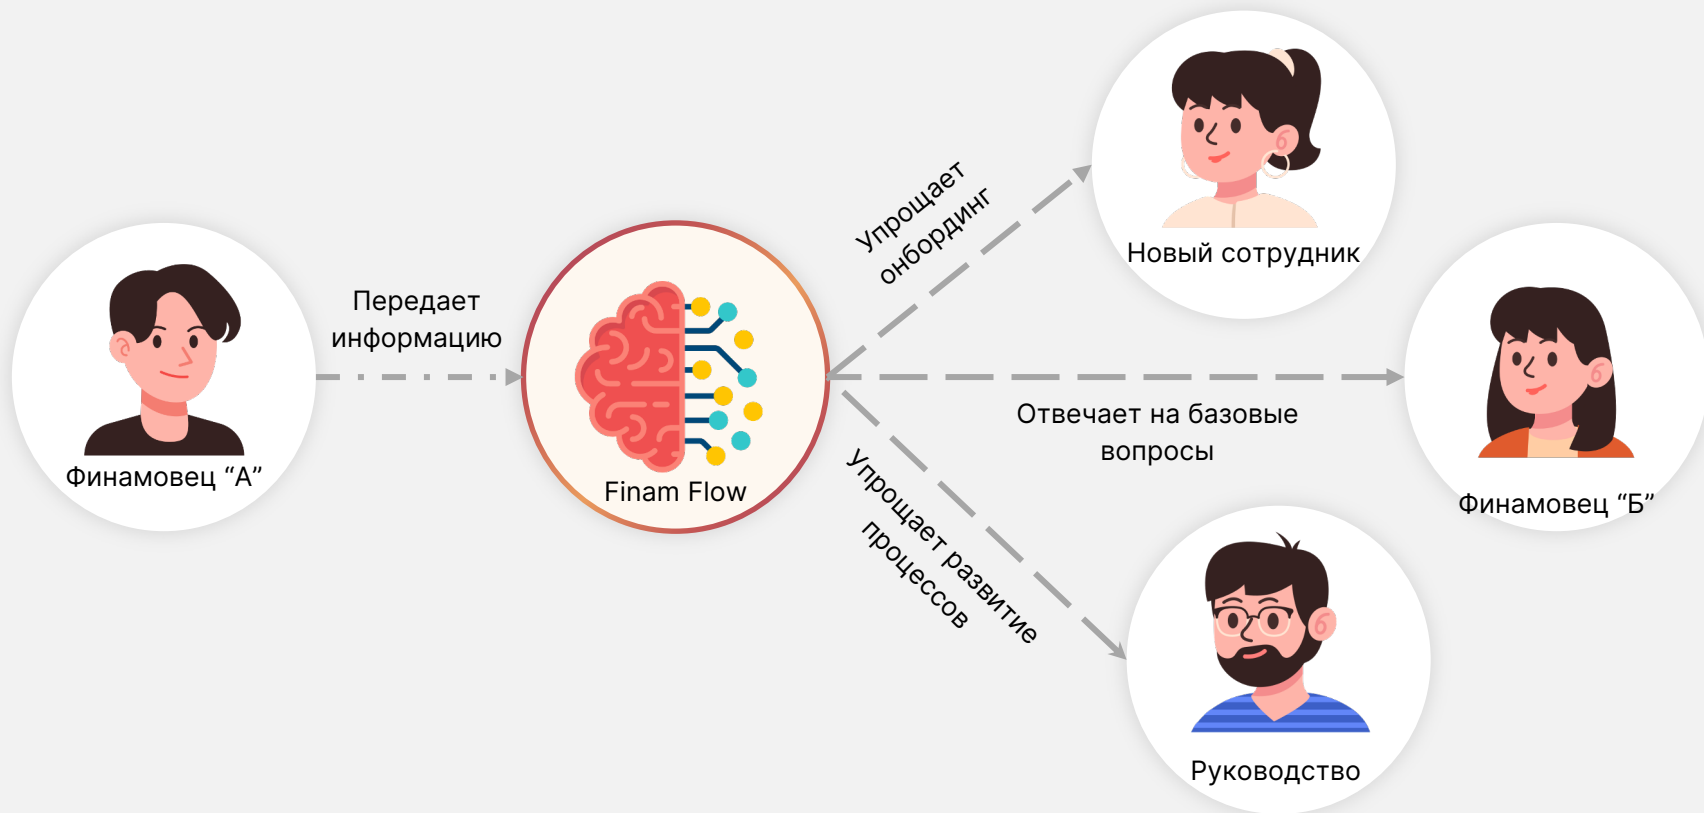 Финамовец “А”
Передает
информацию
Finam Flow
Упрощает
онбординг
Новый сотрудник
Отвечает на базовые
вопросы
Финамовец “Б”
Упрощает развитие
процессов
Руководство